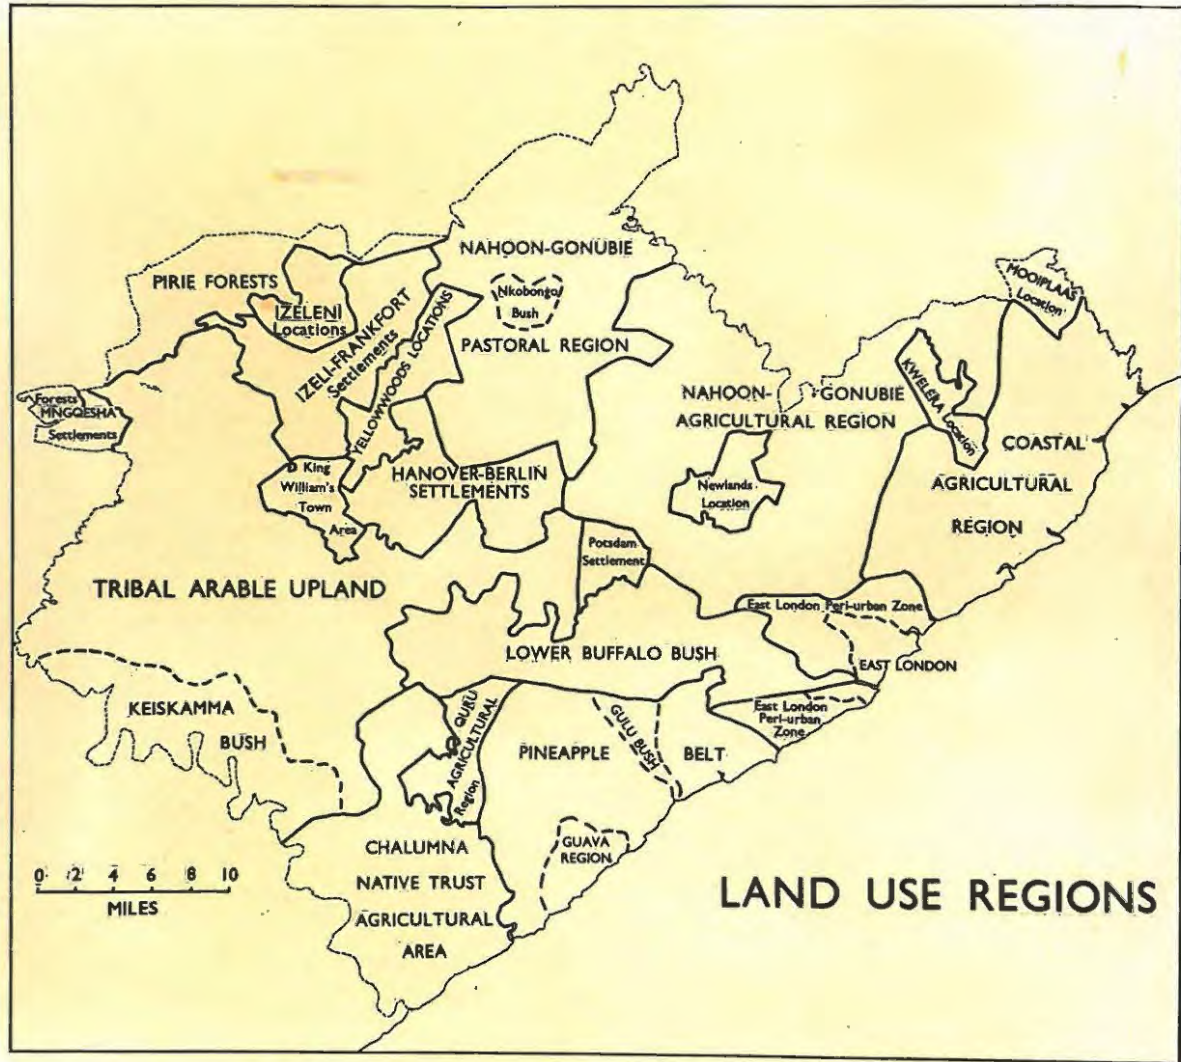 NAHOON-GONUBIE
PIRIE FORESTS
IZELENI
Locations
IZELI-FRANKFORT
Settlements
YELLOWWOODS LOCATIONS
Nkobongo
Bush
PASTORAL REGION
MOOIPLAAS
Location
KWELERA
Location
NAHOON-
GONUBIE
AGRICULTURAL REGION
Forests
MNGQESHA
Settlements
COASTAL
AGRICULTURAL
REGION
King
William's
Town
Area
HANOVER-BERLIN
SETTLEMENTS
Newlands
Location
Potsdam
Settlement
TRIBAL ARABLE UPLAND
East London Peri-urban Zone
LOWER BUFFALO BUSH
EAST LONDON
KEISKAMMA
BUSH
QUBU
AGRICULTURAL
Region
PINEAPPLE
GULU BUSH
BELT
East London
Peri-urban
Zone
GUAVA
REGION
CHALUMNA
NATIVE TRUST
AGRICULTURAL
AREA
0 2 4 6 8 10
MILES
LAND USE REGIONS